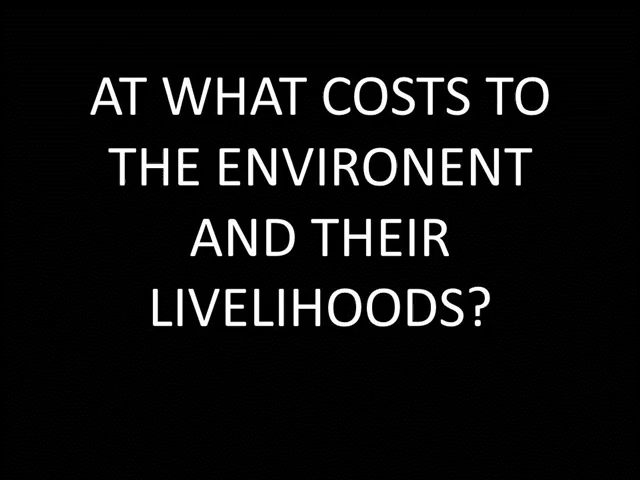 AT WHAT COSTS TO
THE ENVIRONENT
AND THEIR
LIVELIHOODS?